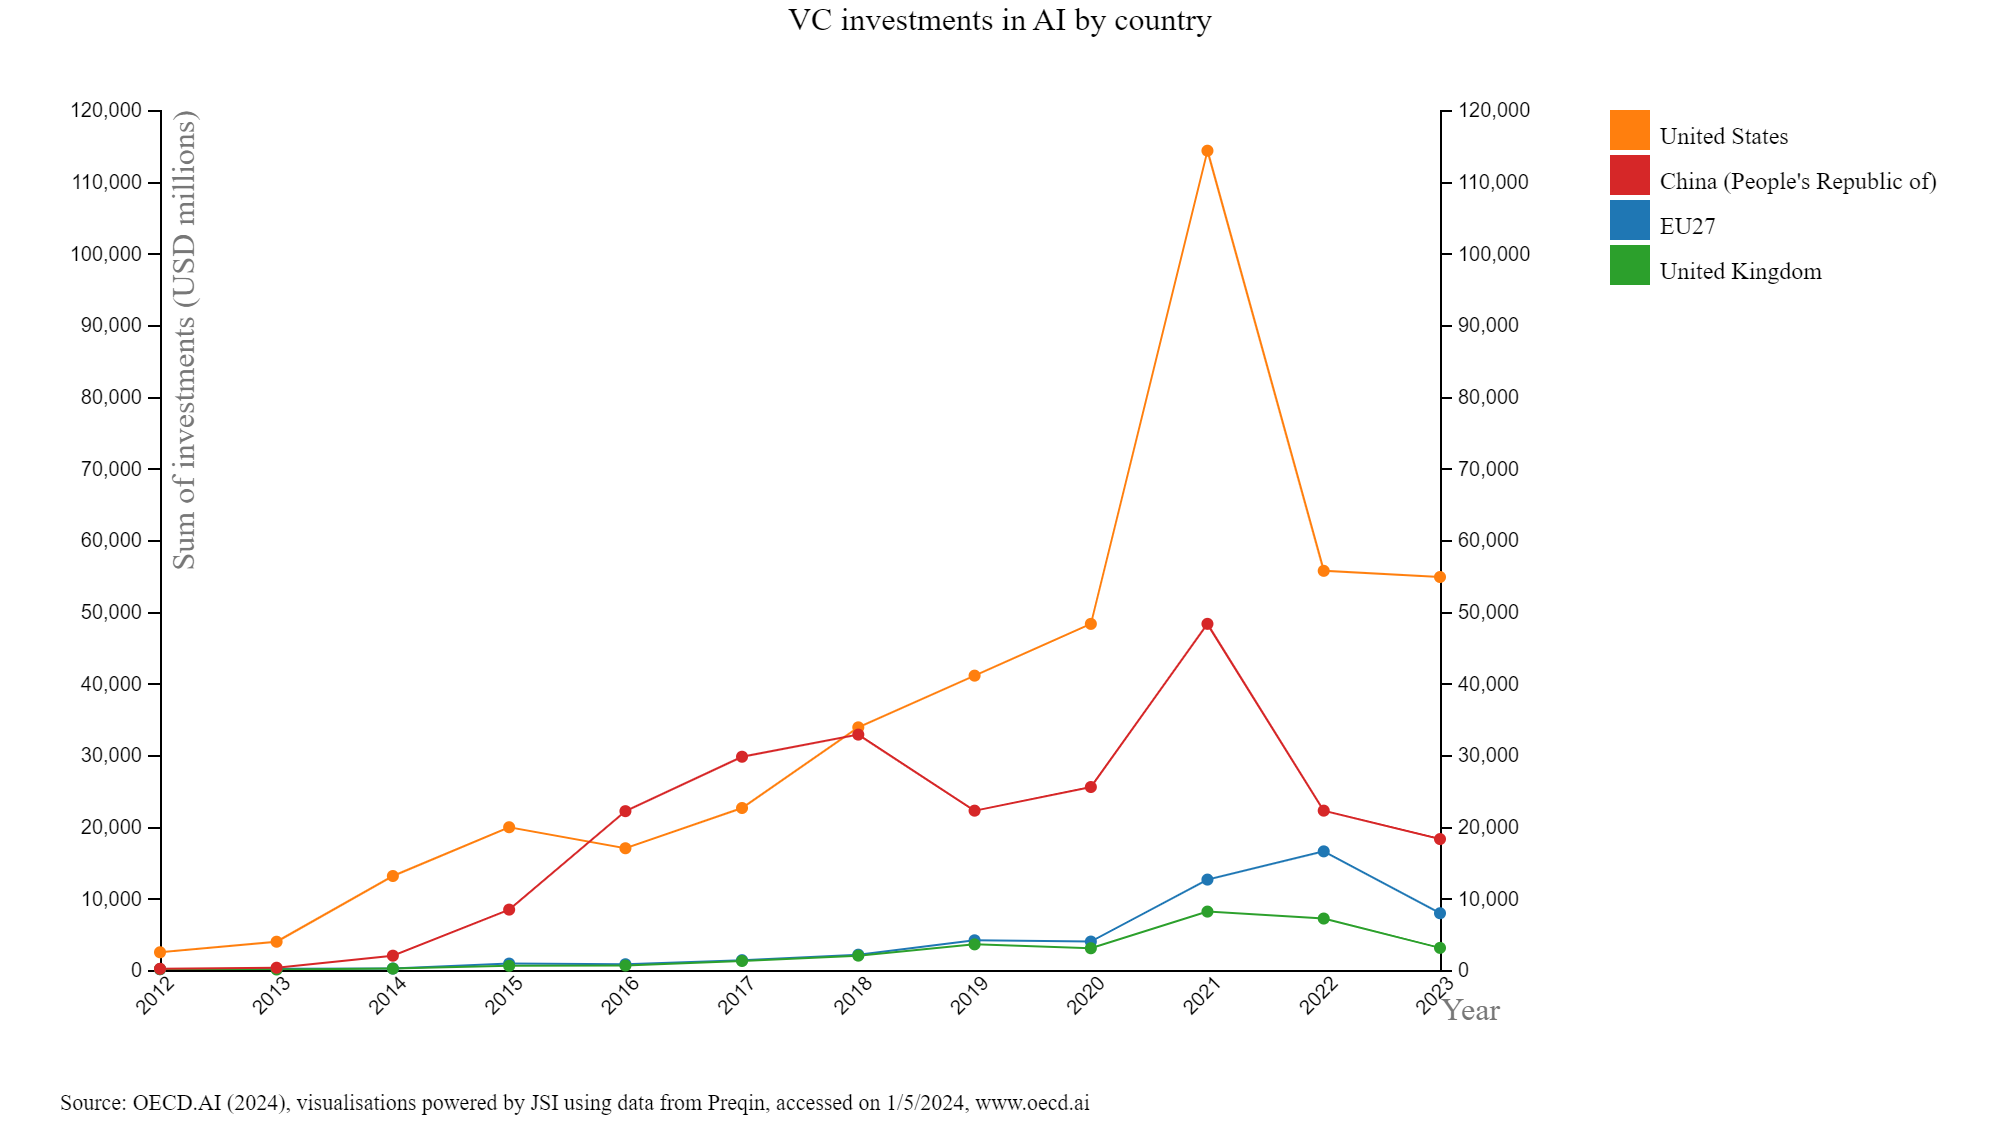 VC investments in AI by country
Sum of investments (USD millions)
120,000
110,000
100,000
90,000
80,000
70,000
60,000
50,000
40,000
30,000
20,000
10,000
0
120,000
110,000
100,000
90,000
80,000
70,000
60,000
50,000
40,000
30,000
20,000
10,000
0
2012 2013 2014 2015 2016 2017 2018 2019 2020 2021 2022 2023
Year
United States
China (People's Republic of)
EU27
United Kingdom
Source: OECD.AI (2024), visualisations powered by JSI using data from Preqin, accessed on 1/5/2024, www.oecd.ai